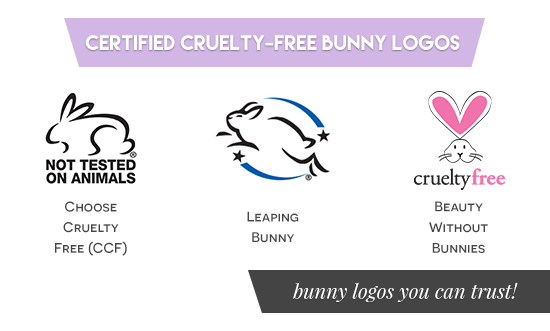 CERTIFIED CRUELTY-FREE BUNNY LOGOS
NOT TESTED
ON ANIMALS®
CHOOSE
CRUELTY
FREE (CCF)
®
LEAPING
BUNNY
crueltyfree
BEAUTY
WITHOUT
BUNNIES
bunny logos you can trust!